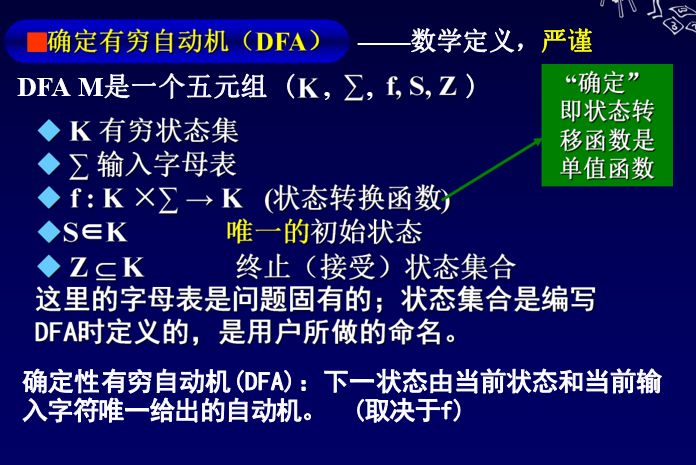 ■确定有穷自动机（DFA） ——数学定义，严谨
DFA M是一个五元组（K, ∑, f, S, Z）
“确定”
即状态转
移函数是
单值函数
◆ K 有穷状态集
◆ ∑ 输入字母表
◆ f : K ×∑ → K (状态转换函数)
◆S∈K 唯一的初始状态
◆ Z ⊆ K 终止（接受）状态集合
这里的字母表是问题固有的；状态集合是编写
DFA时定义的，是用户所做的命名。
确定性有穷自动机(DFA)：下一状态由当前状态和当前输
入字符唯一给出的自动机。 (取决于f)